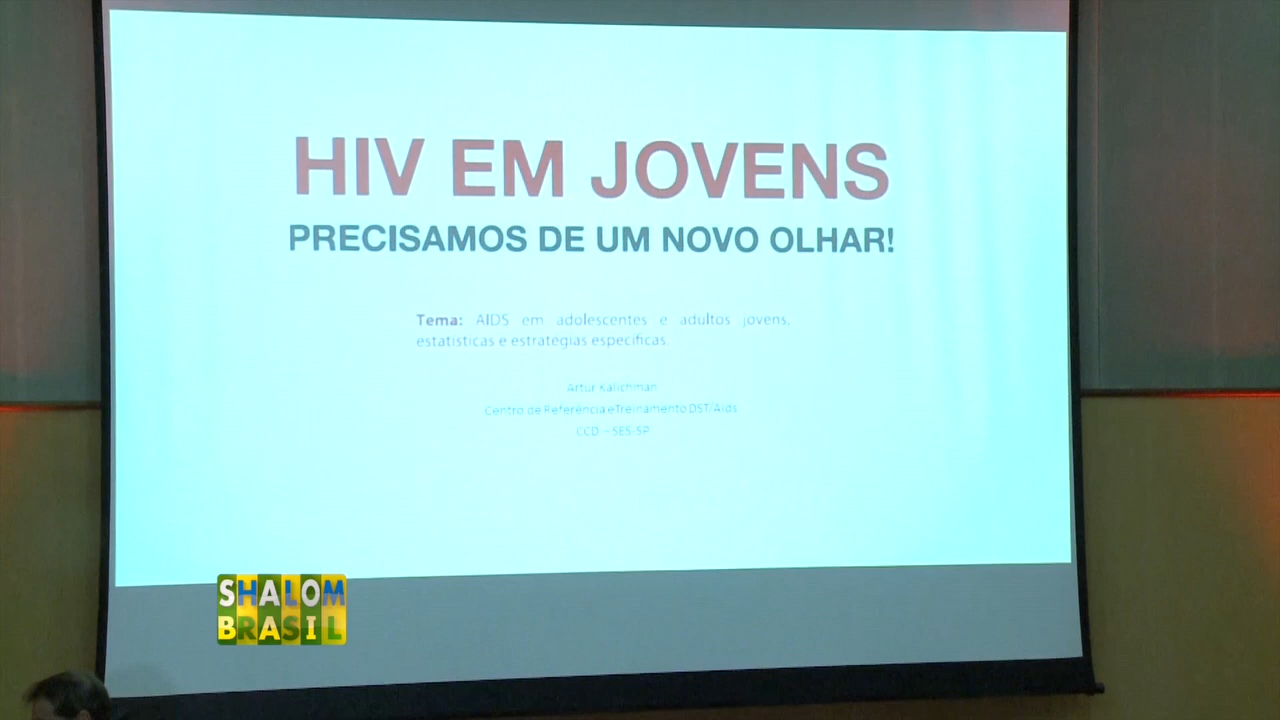 HIV EM JOVENS
PRECISAMOS DE UM NOVO OLHAR!
Tema: AIDS em adolescentes e adultos jovens,
estatísticas e estratégias específicas.
Artur Kalichman
Centro de Referência e Treinamento DST/Aids
CCD – SES-SP
SHALOM
BRASIL